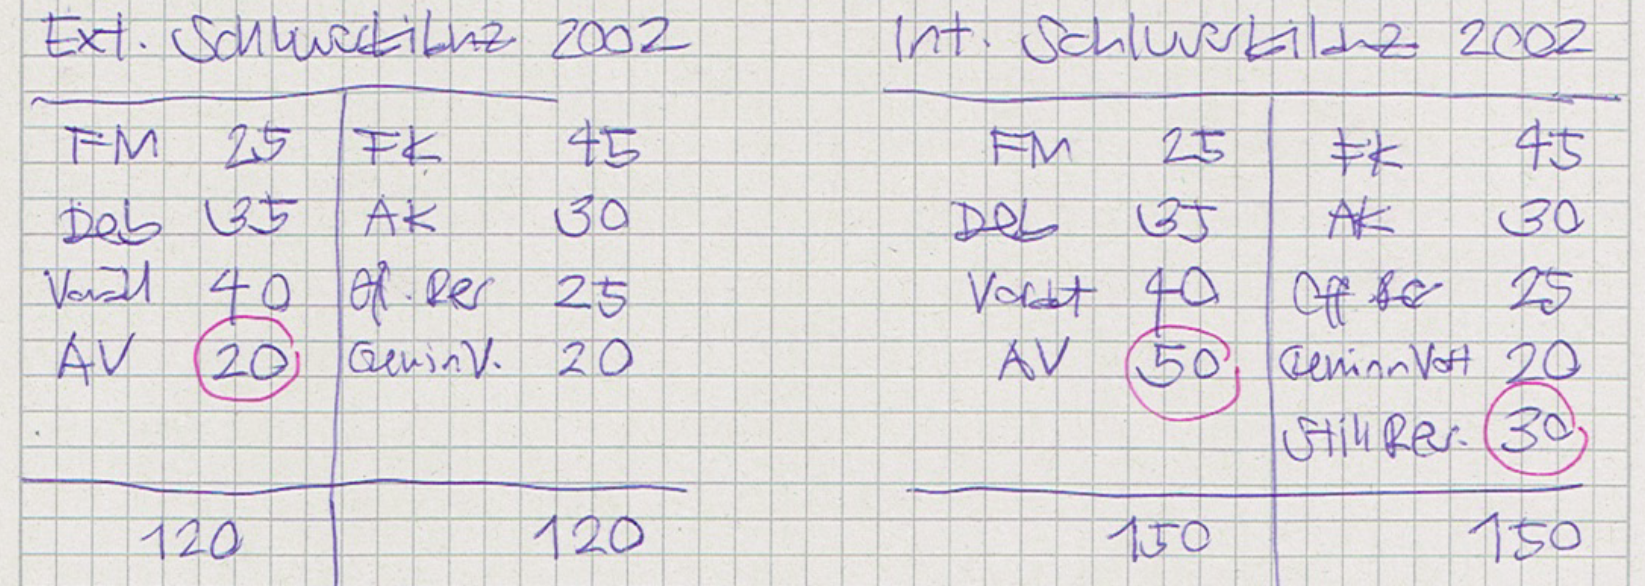 Ext. Schlussbilanz 2002
FM 25 FK 45
Deb 35 AK 30
Vorät 40 Off. Res 25
AV 20 GewinnV. 20
120 120
Int. Schlussbilanz 2002
FM 25 FK 45
Deb 35 AK 30
Vorrat 40 Off Res 25
AV 50 GewinnVort 20
Still Res. 30
150 150